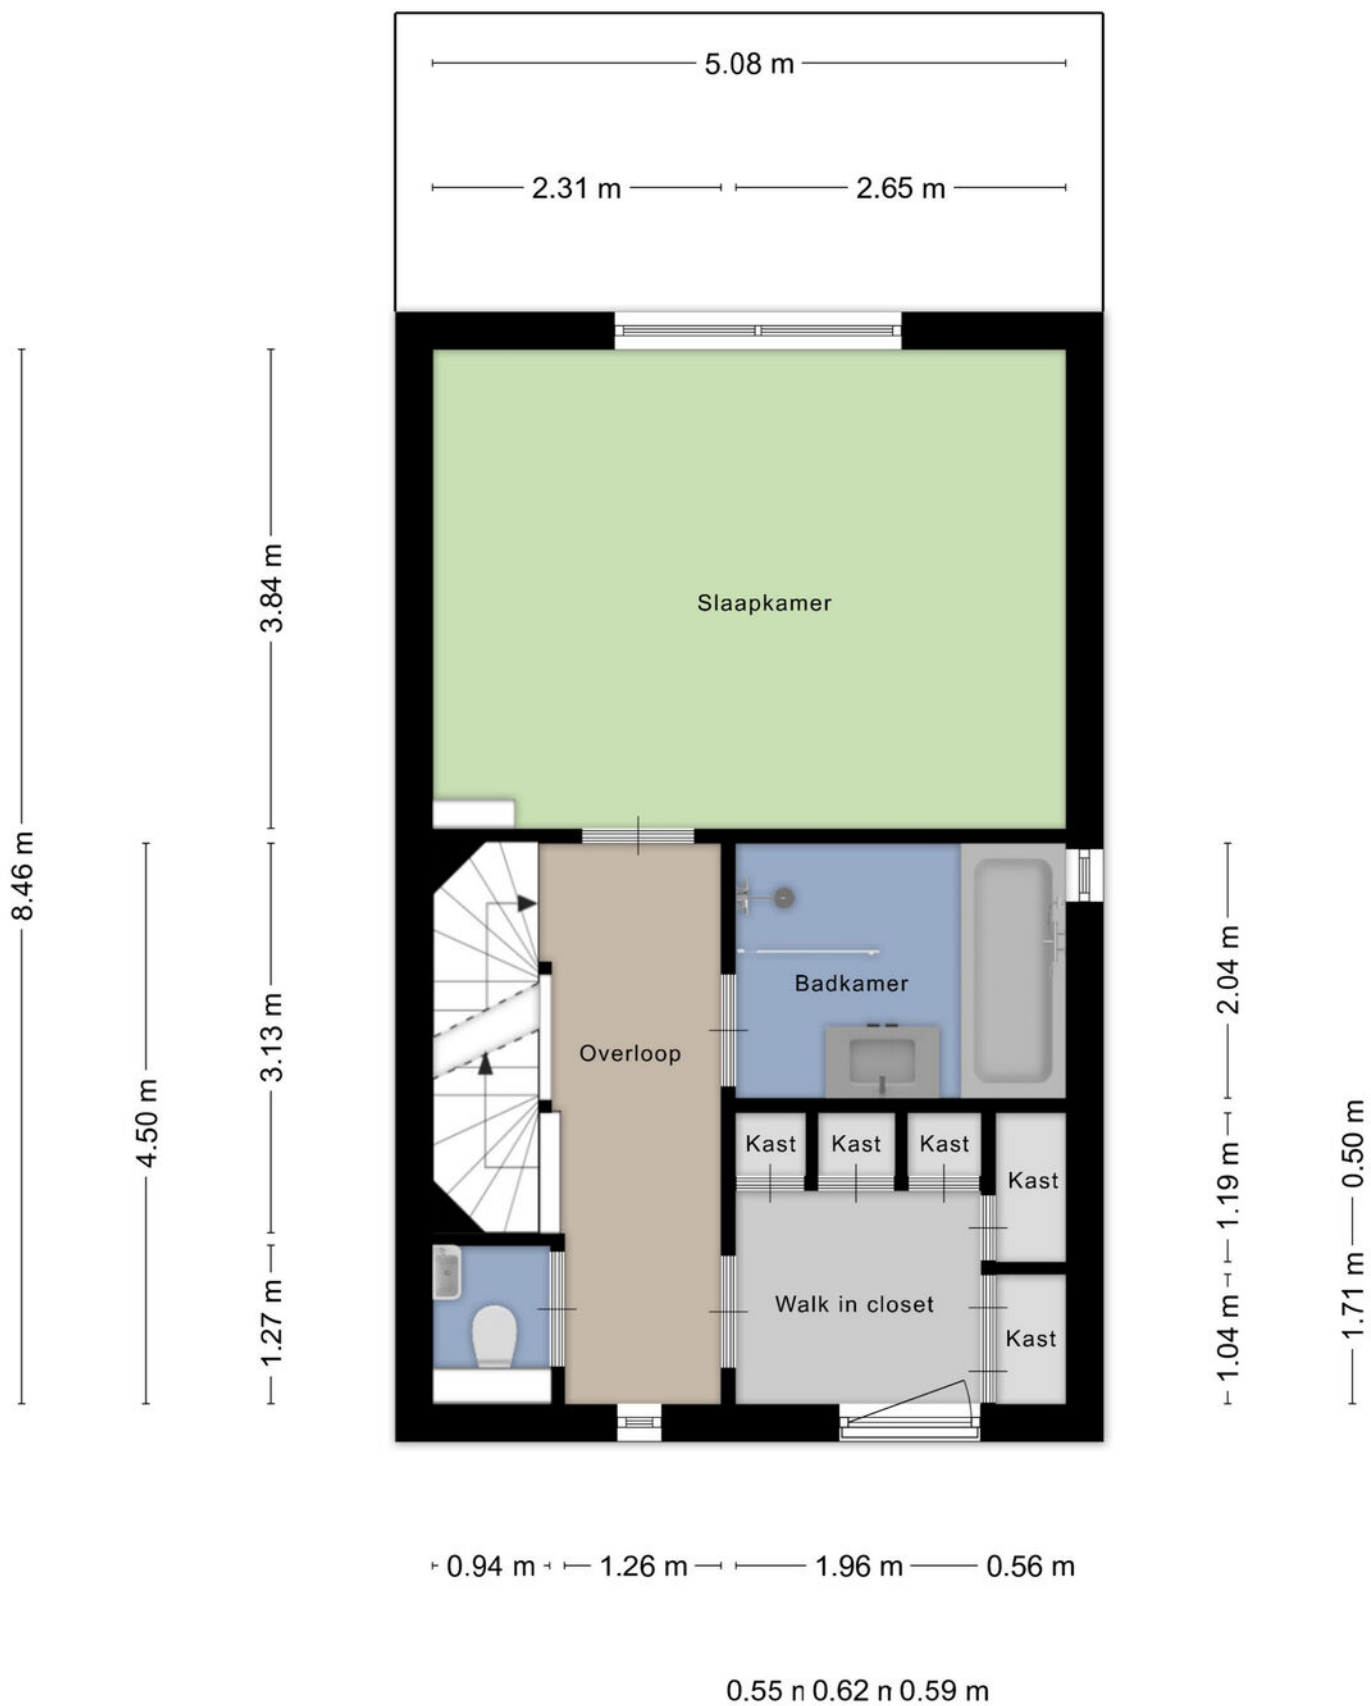 5.08 m
2.31 m
2.65 m
8.46 m
4.50 m
3.84 m
3.13 m
1.27 m
Slaapkamer
Overloop
Badkamer
Kast
Kast
Kast
Kast
Walk in closet
Kast
2.04 m
1.19 m
1.04 m
0.50 m
1.71 m
0.94 m
1.26 m
1.96 m
0.56 m
0.55 n 0.62 n 0.59 m